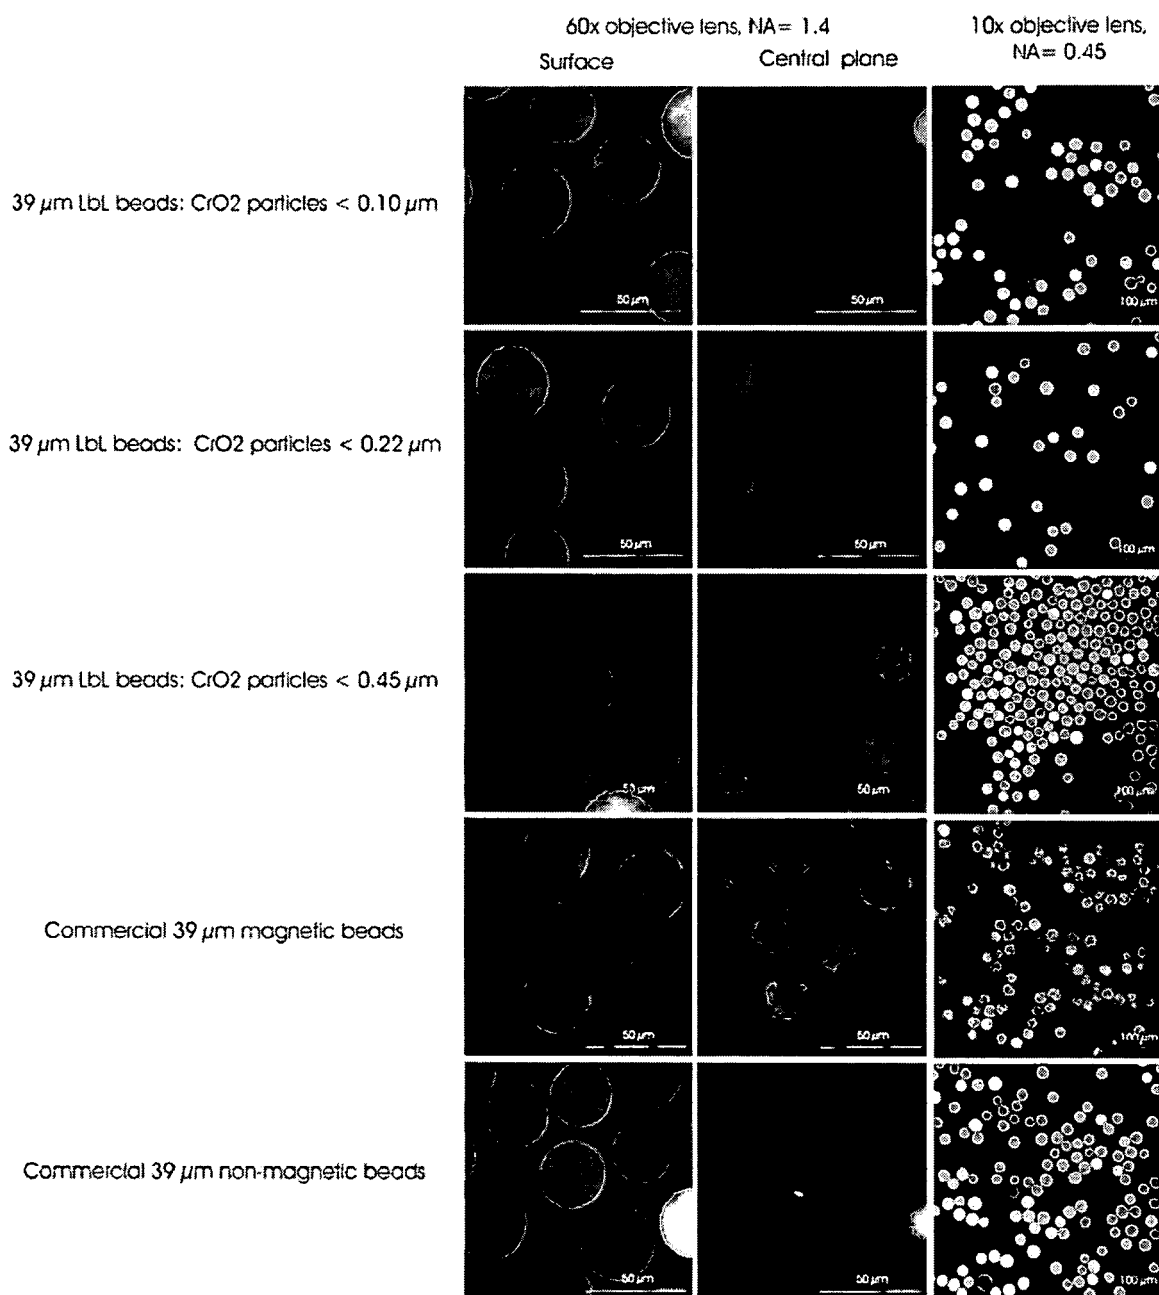 60x objective lens, NA= 1.4
10x objective lens,
NA= 0.45
Surface
Central plane
39 µm LbL beads: CrO2 particles < 0.10 µm
50 µm
50 µm
100 µm
39 µm LbL beads: CrO2 particles < 0.22 µm
50 µm
50 µm
100 µm
39 µm LbL beads: CrO2 particles < 0.45 µm
50 µm
50 µm
100 µm
Commercial 39 µm magnetic beads
50 µm
50 µm
100 µm
Commercial 39 µm non-magnetic beads
50 µm
50 µm
100 µm